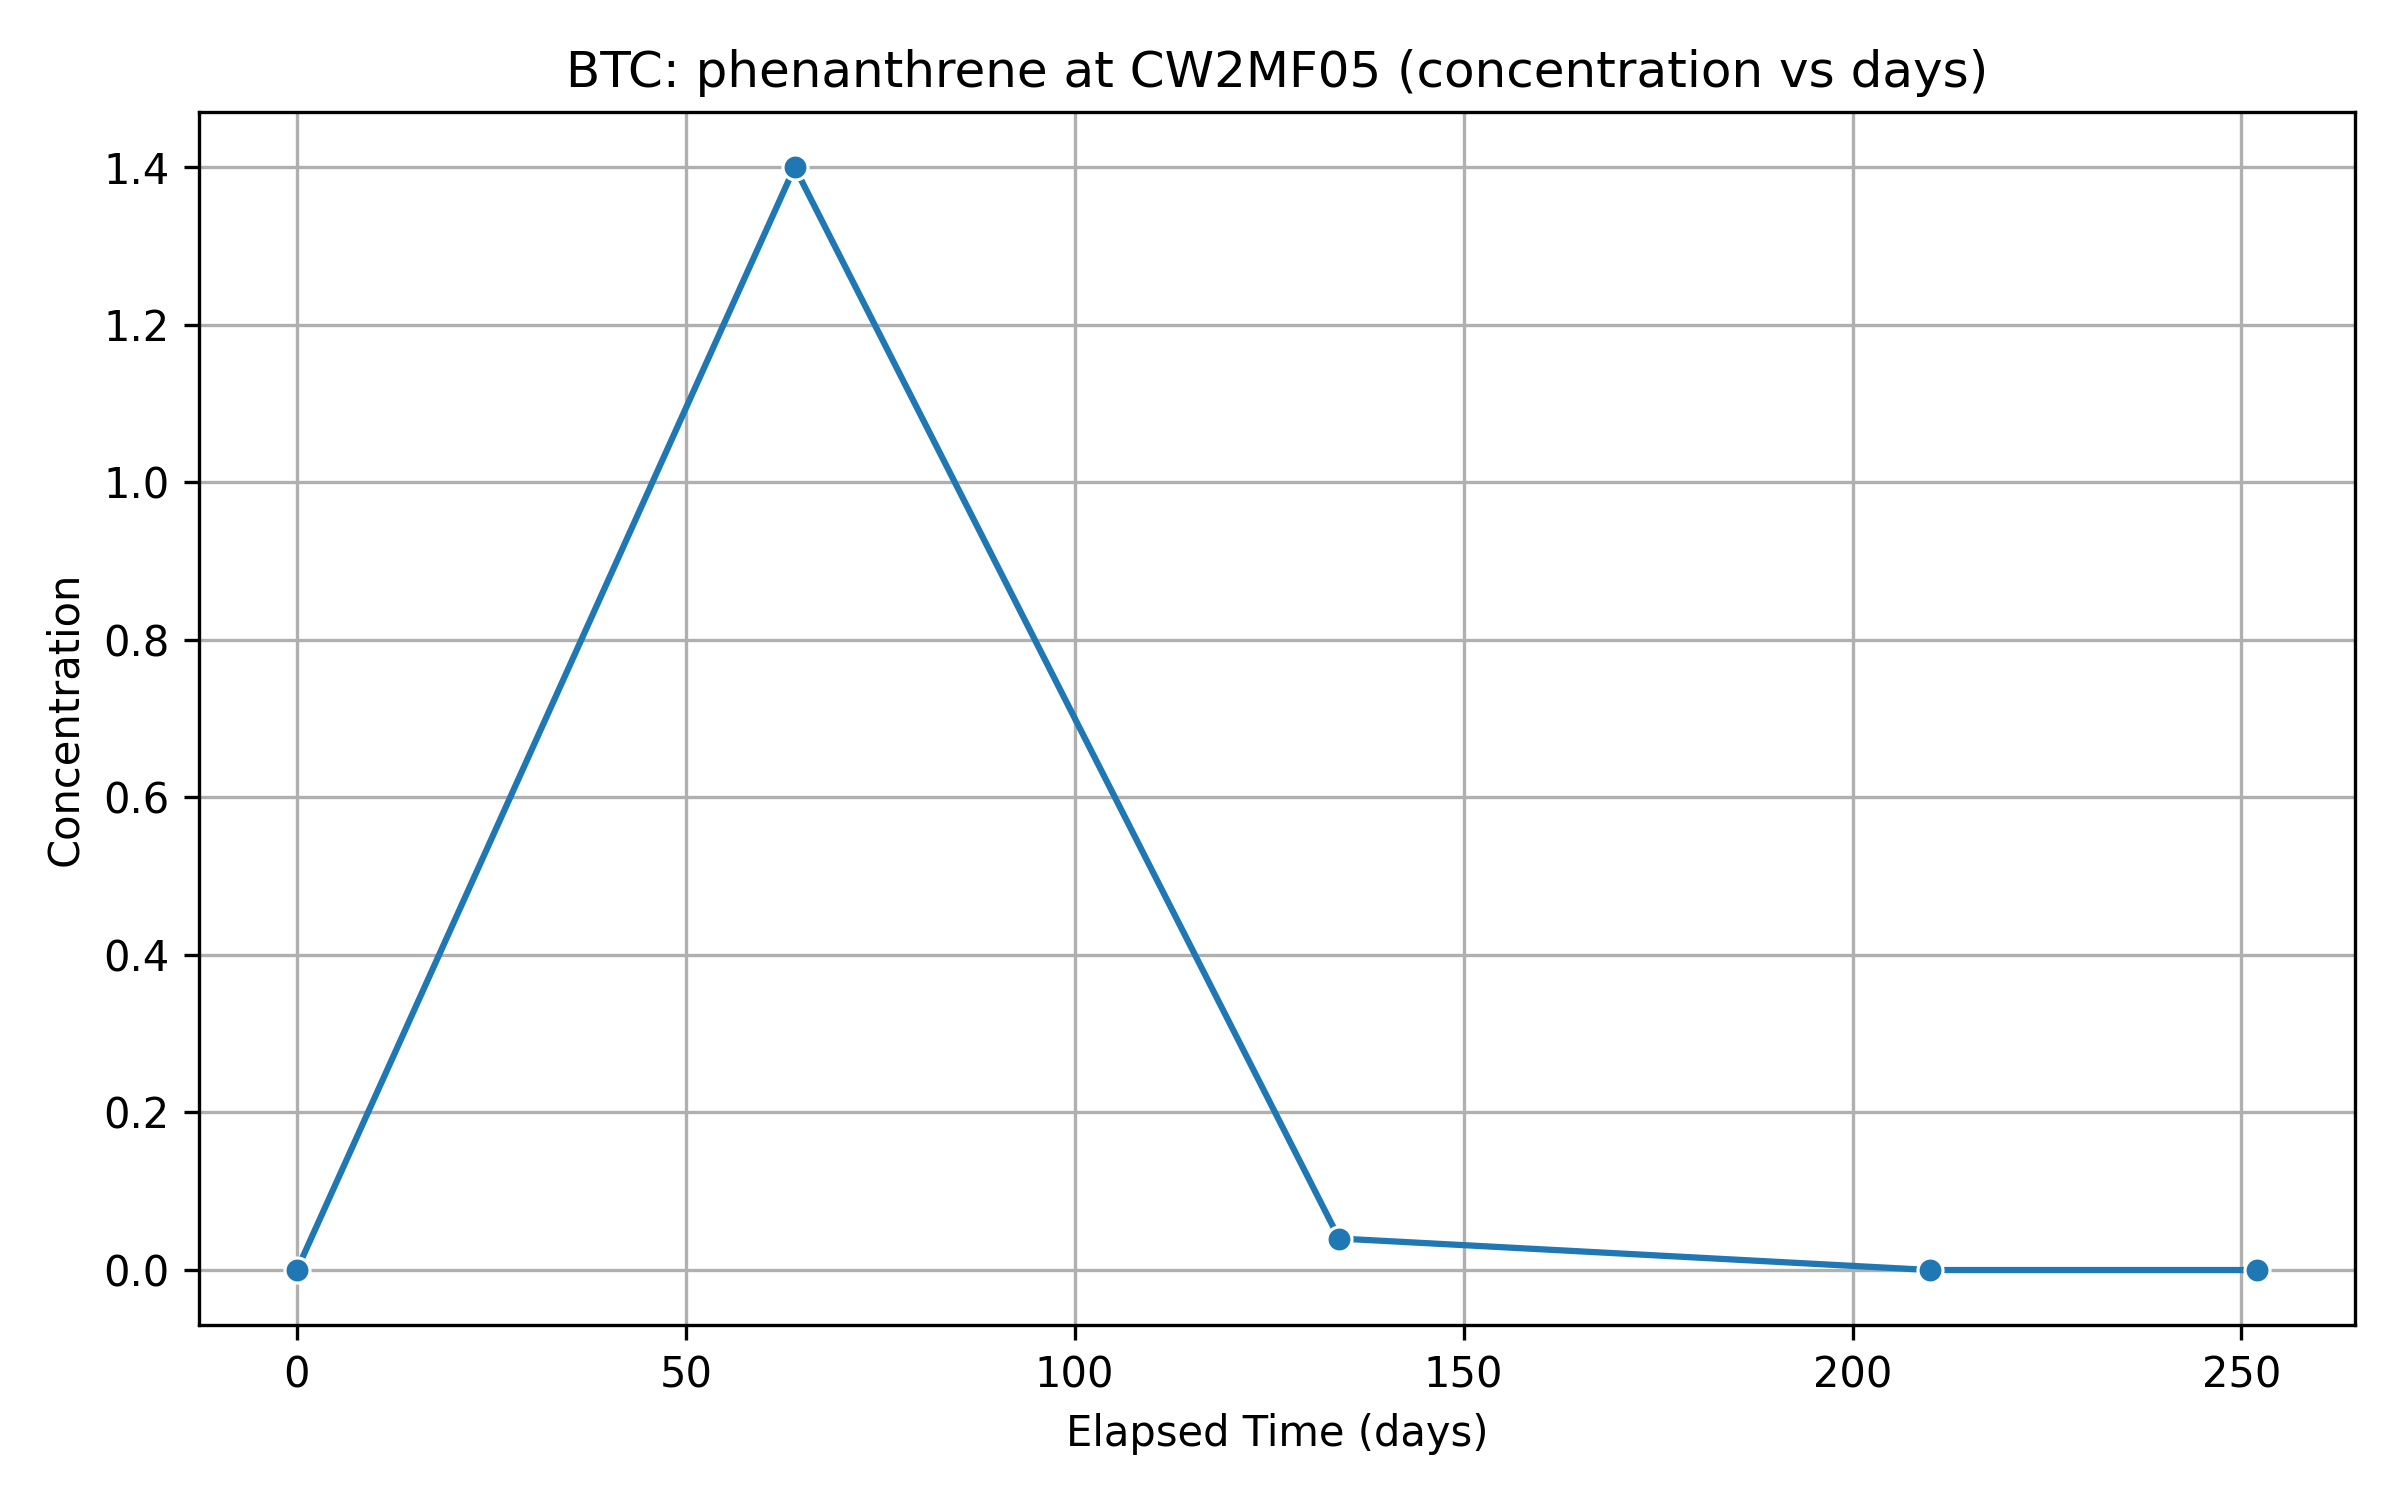 BTC: phenanthrene at CW2MF05 (concentration vs days)
1.4
1.2
1.0
0.8
0.6
0.4
0.2
0.0
Concentration
0 50 100 150 200 250
Elapsed Time (days)